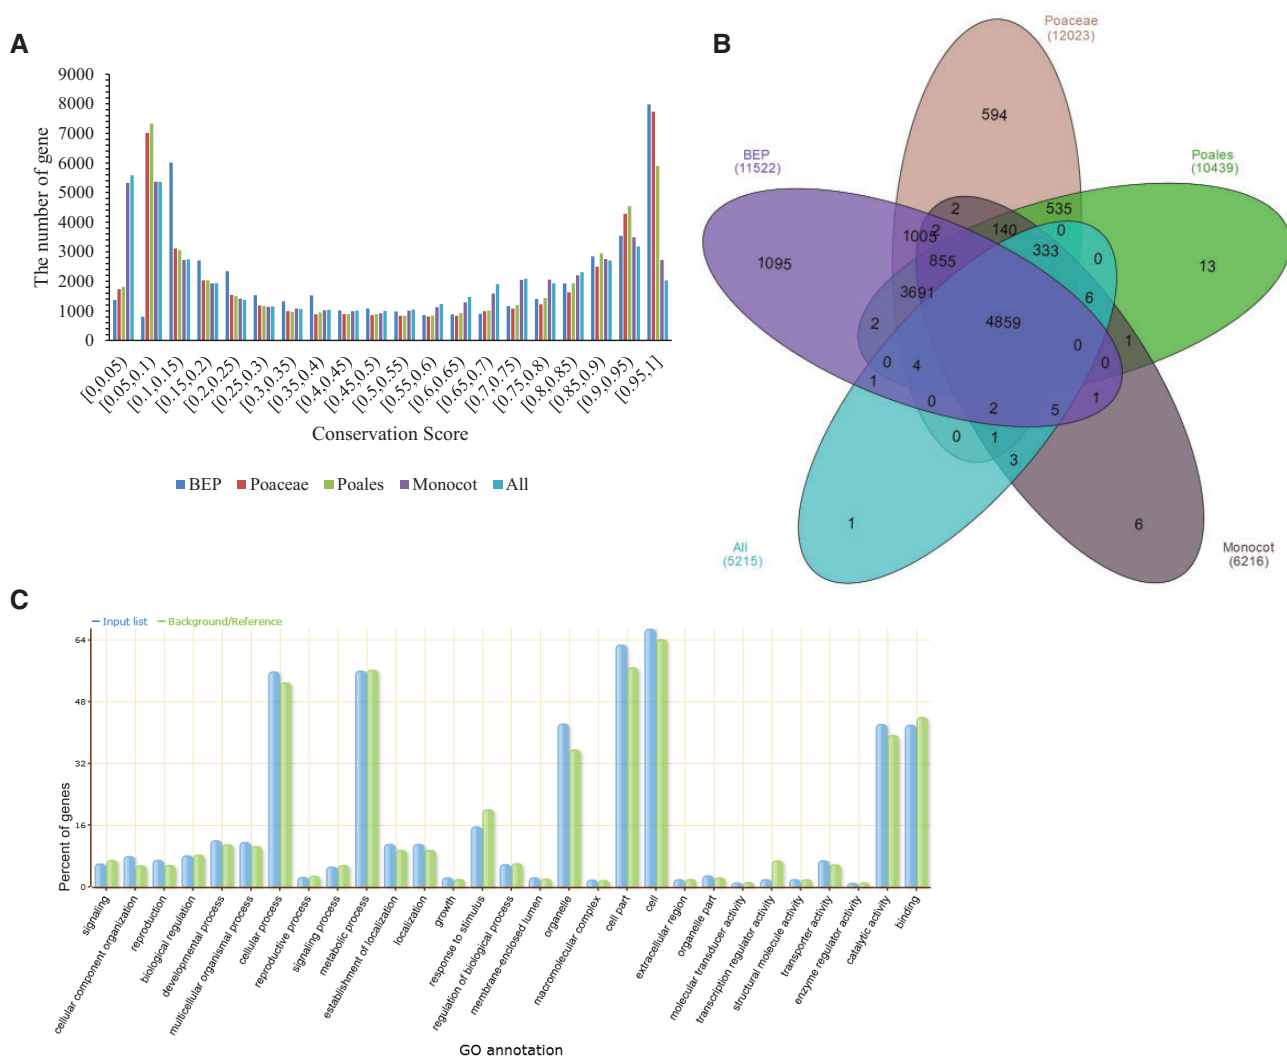 A
9000
8000
7000
6000
5000
4000
3000
2000
1000
0
The number of gene
[0,0.05)
[0.05,0.1)
[0.1,0.15)
[0.15,0.2)
[0.2,0.25)
[0.25,0.3)
[0.3,0.35)
[0.35,0.4)
[0.4,0.45)
[0.45,0.5)
[0.5,0.55)
[0.55,0.6)
[0.6,0.65)
[0.65,0.7)
[0.7,0.75)
[0.75,0.8)
[0.8,0.85)
[0.85,0.9)
[0.9,0.95)
[0.95,1]
Conservation Score
BEP Poaceae Poales Monocot All
B
Poaceae
(12023)
594
BEP
(11522)
Poales
(10439)
2
535
1005
2
140
0
333
0
1095
855
13
3691
6
2
4859
0
1
0
4
0
1
0
2
5
1
0
1
3
1
6
All
(5215)
Monocot
(6216)
C
Input list Background/Reference
64
48
32
16
0
Percent of genes
signaling
cellular component organization
reproduction
biological regulation
developmental process
multicellular organismal process
cellular process
reproductive process
signaling process
metabolic process
establishment of localization
localization
growth
response to stimulus
regulation of biological process
membrane-enclosed lumen
organelle
macromolecular complex
cell part
cell
extracellular region
organelle part
molecular transducer activity
transcription regulator activity
structural molecule activity
transporter activity
enzyme regulator activity
catalytic activity
binding
GO annotation